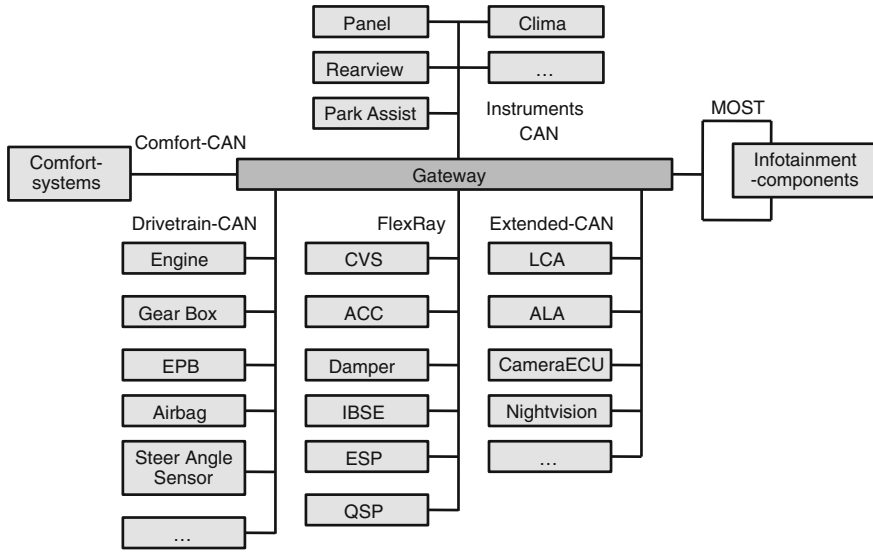 Panel
Clima
Rearview
…
Park Assist
Instruments
CAN
MOST
Comfort-CAN
Comfort-
systems
Gateway
Infotainment
-components
Drivetrain-CAN
FlexRay
Extended-CAN
Engine
CVS
LCA
Gear Box
ACC
ALA
EPB
Damper
CameraECU
Airbag
IBSE
Nightvision
Steer Angle
Sensor
ESP
…
QSP
…